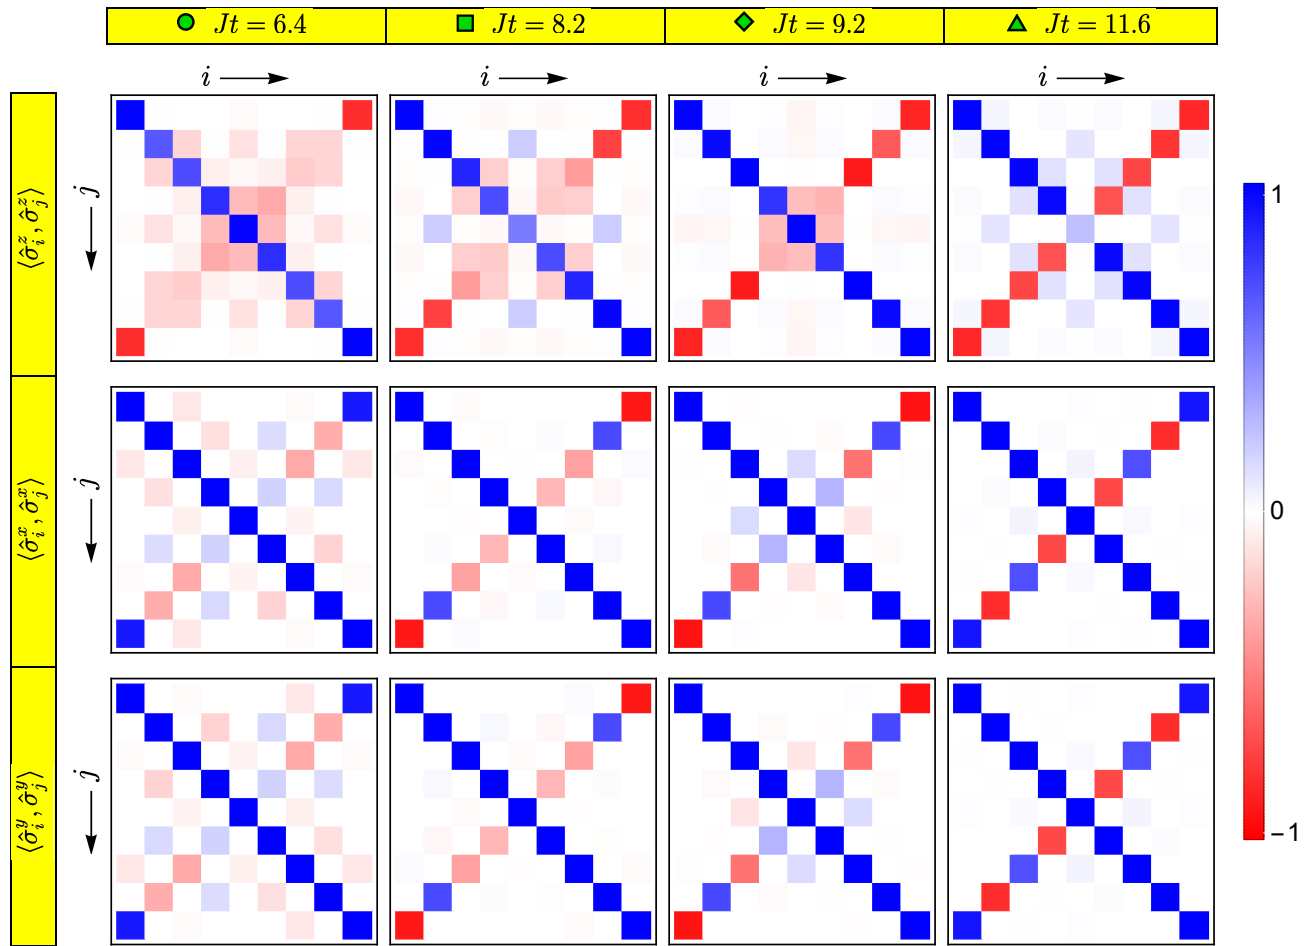 Jt = 6.4 Jt = 8.2 Jt = 9.2 Jt = 11.6
i i i i
⟨σ̂ᵢᶻ, σ̂ⱼᶻ⟩
j
1
0
−1
⟨σ̂ᵢˣ, σ̂ⱼˣ⟩
j
⟨σ̂ᵢʸ, σ̂ⱼʸ⟩
j